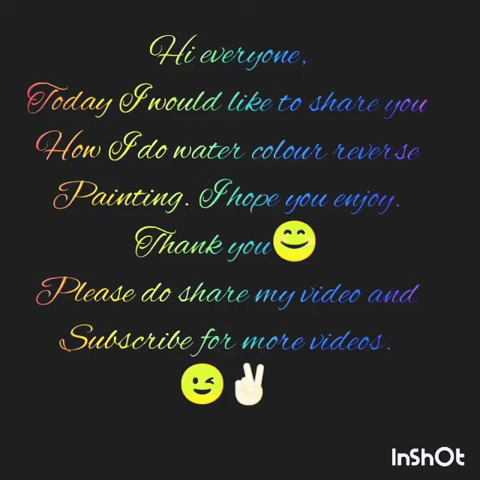 Hi everyone,
Today I would like to share you
How I do water colour reverse
Painting. I hope you enjoy.
Thank you😊
Please do share my video and
Subscribe for more videos.
😉✌
InShOt